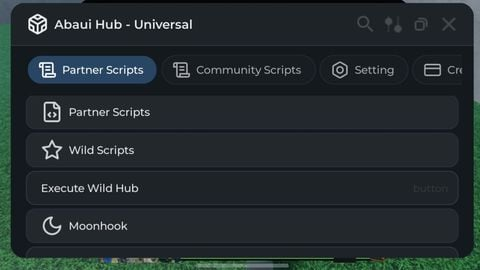 Abaui Hub - Universal
Partner Scripts
Community Scripts
Setting
Cre
Partner Scripts
Wild Scripts
Execute Wild Hub
button
Moonhook